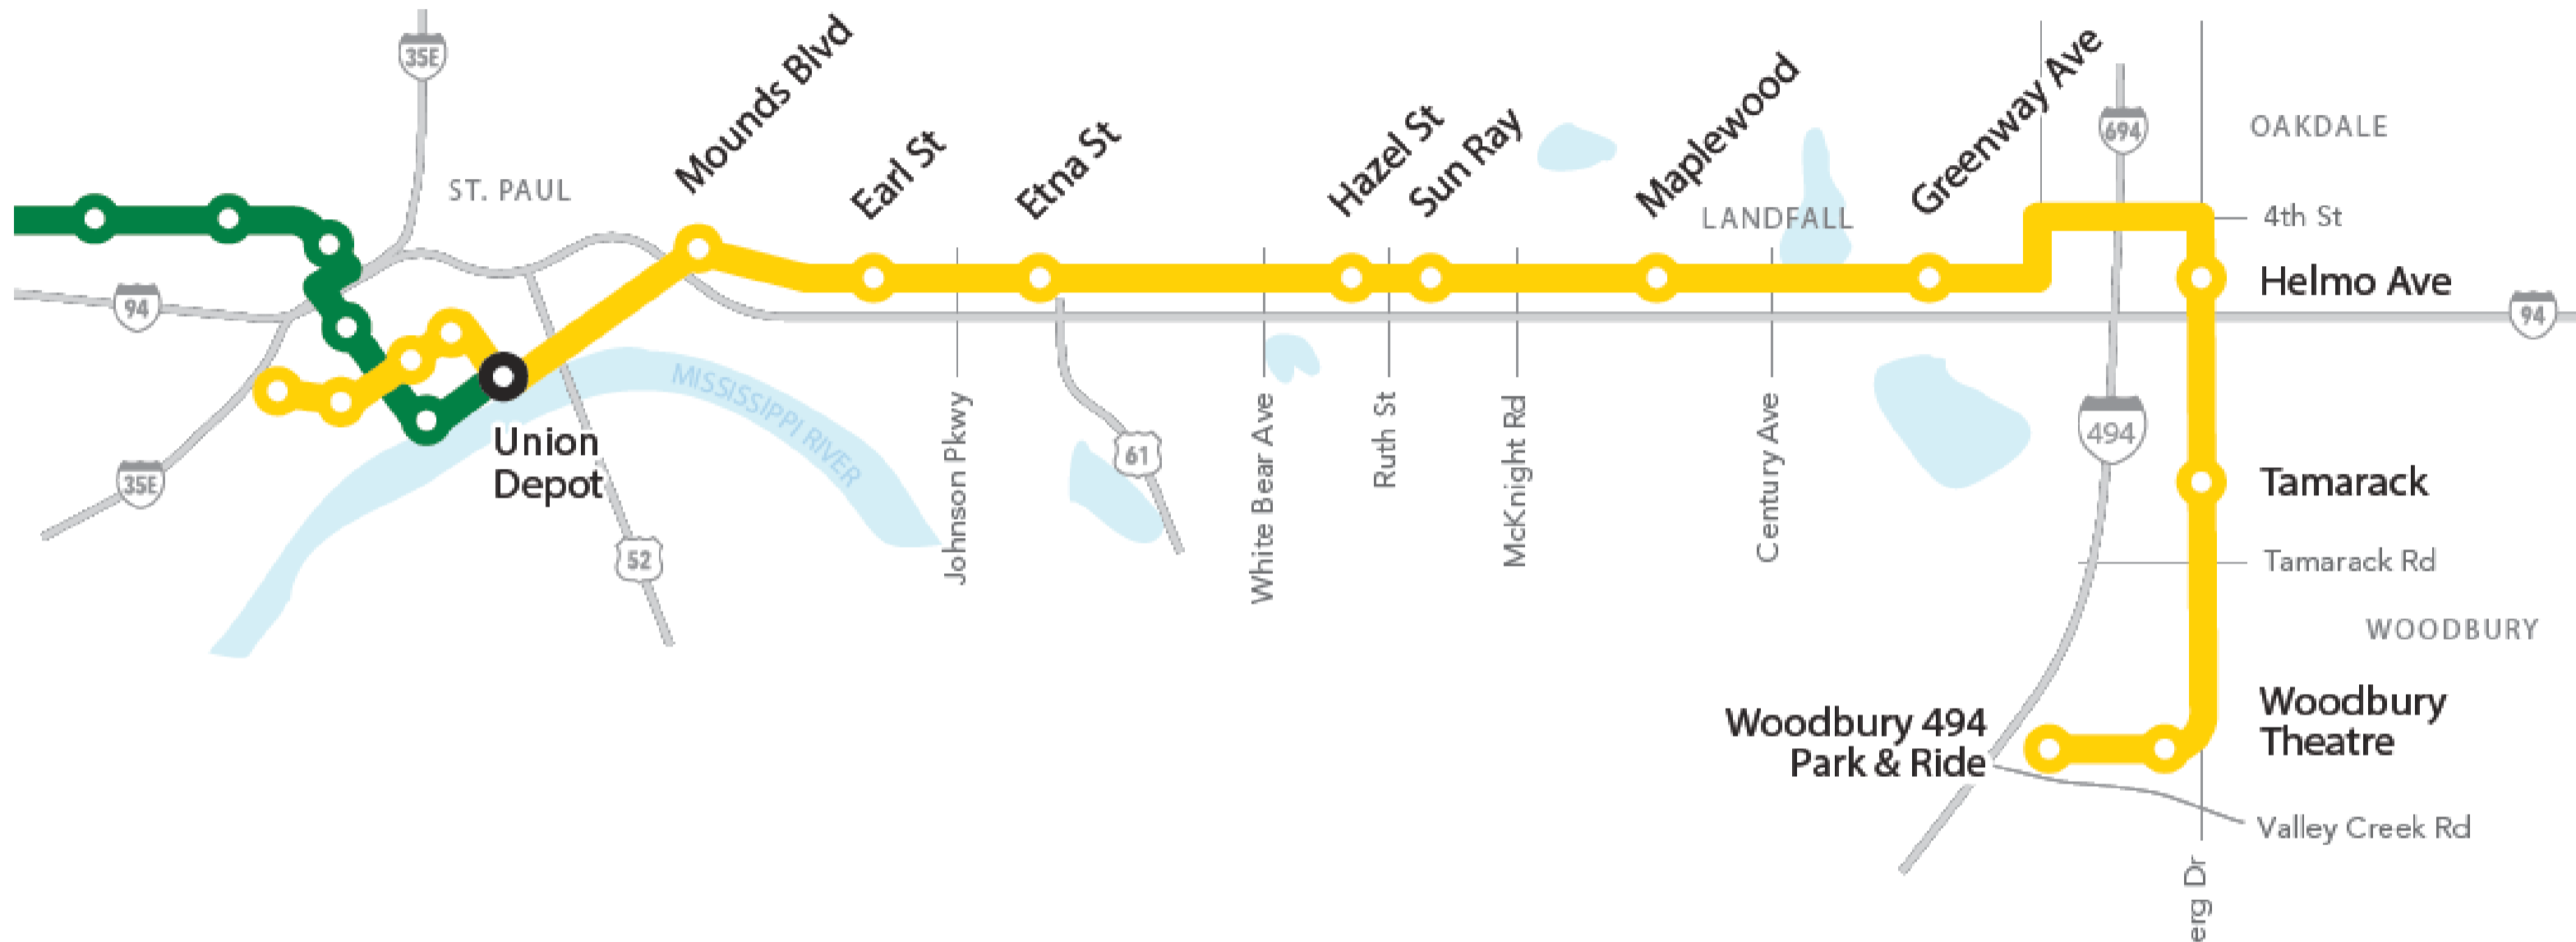 35E
ST. PAUL
94
35E
52
MISSISSIPPI RIVER
Union
Depot
Mounds Blvd
Earl St
Etna St
Hazel St
Sun Ray
Maplewood
Greenway Ave
LANDFALL
694
OAKDALE
4th St
Helmo Ave
94
494
61
Johnson Pkwy
White Bear Ave
Ruth St
McKnight Rd
Century Ave
Tamarack
Tamarack Rd
WOODBURY
Woodbury 494
Park & Ride
Woodbury
Theatre
Valley Creek Rd
erg Dr